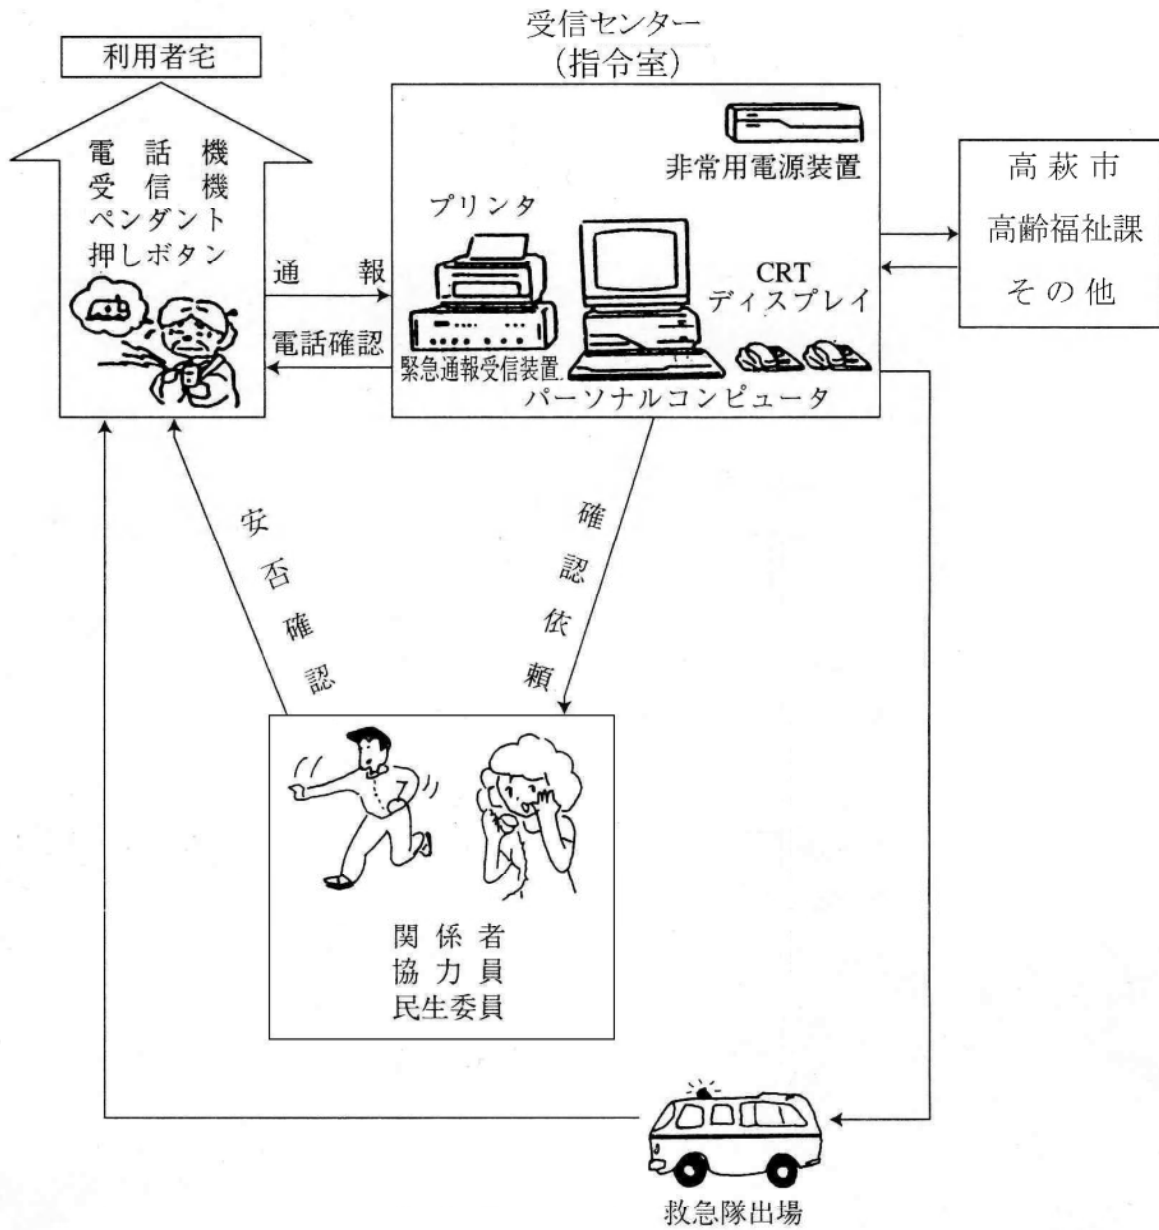 受信センター
(指令室)
利用者宅
電話機
受信機
ペンダント
押しボタン
通報
電話確認
非常用電源装置
プリンタ
CRT
ディスプレイ
緊急通報受信装置
パーソナルコンピュータ
高萩市
高齢福祉課
その他
安否確認
確認依頼
関係者
協力員
民生委員
救急隊出場